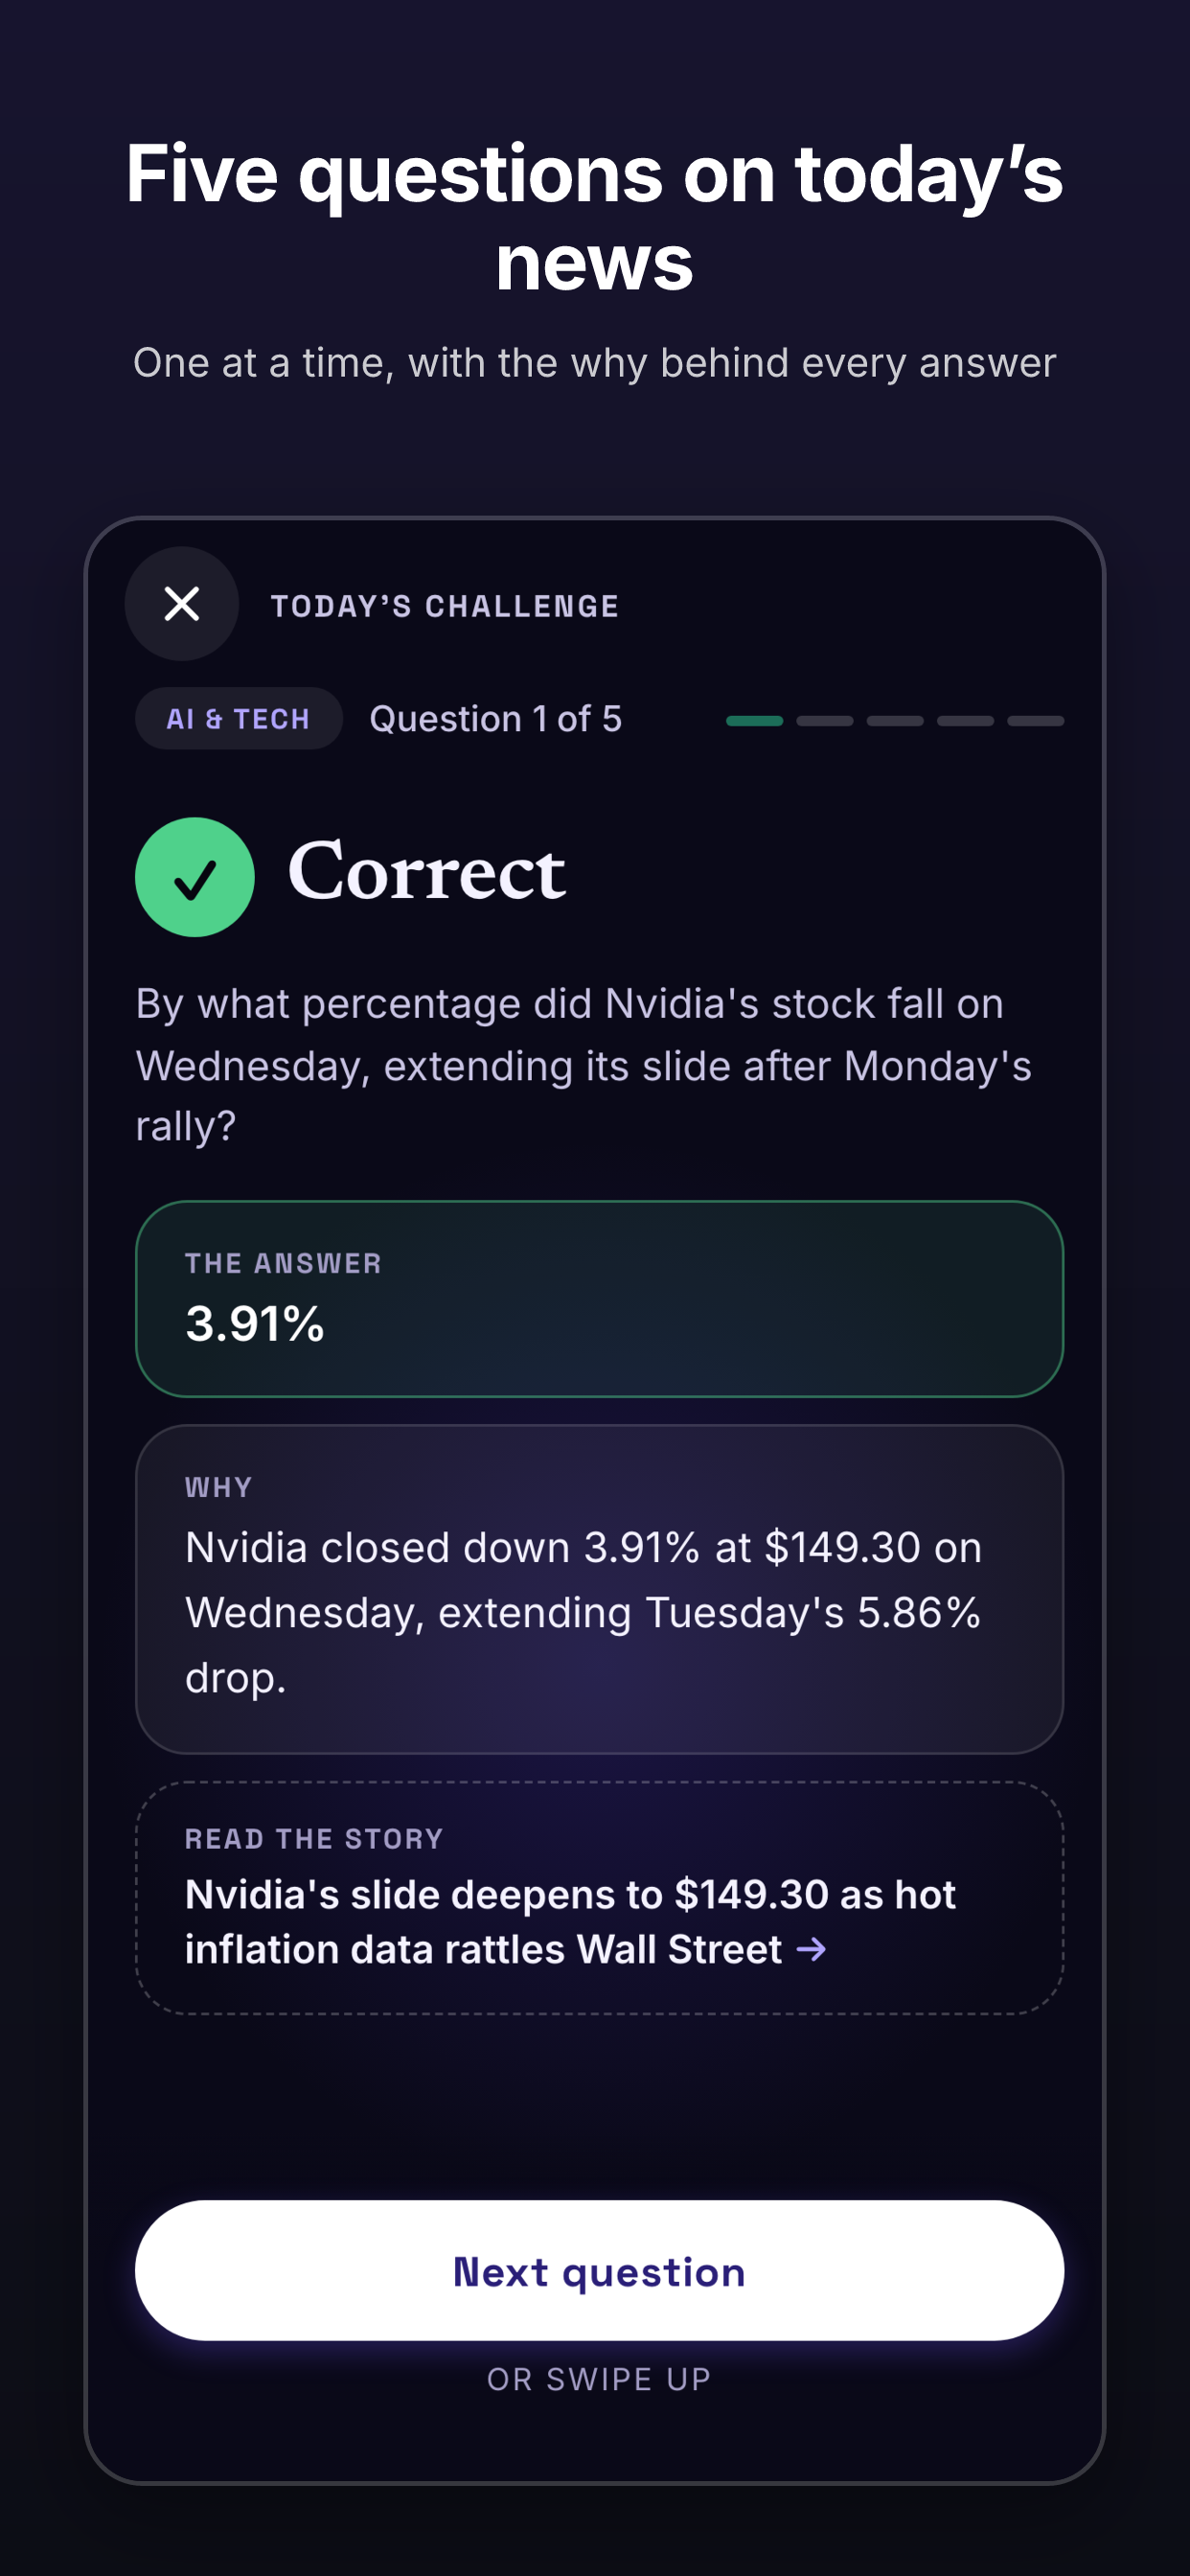 Five questions on today’s
news
One at a time, with the why behind every answer
TODAY’S CHALLENGE
AI & TECH
Question 1 of 5
Correct
By what percentage did Nvidia's stock fall on
Wednesday, extending its slide after Monday's
rally?
THE ANSWER
3.91%
WHY
Nvidia closed down 3.91% at $149.30 on
Wednesday, extending Tuesday's 5.86%
drop.
READ THE STORY
Nvidia's slide deepens to $149.30 as hot
inflation data rattles Wall Street →
Next question
OR SWIPE UP